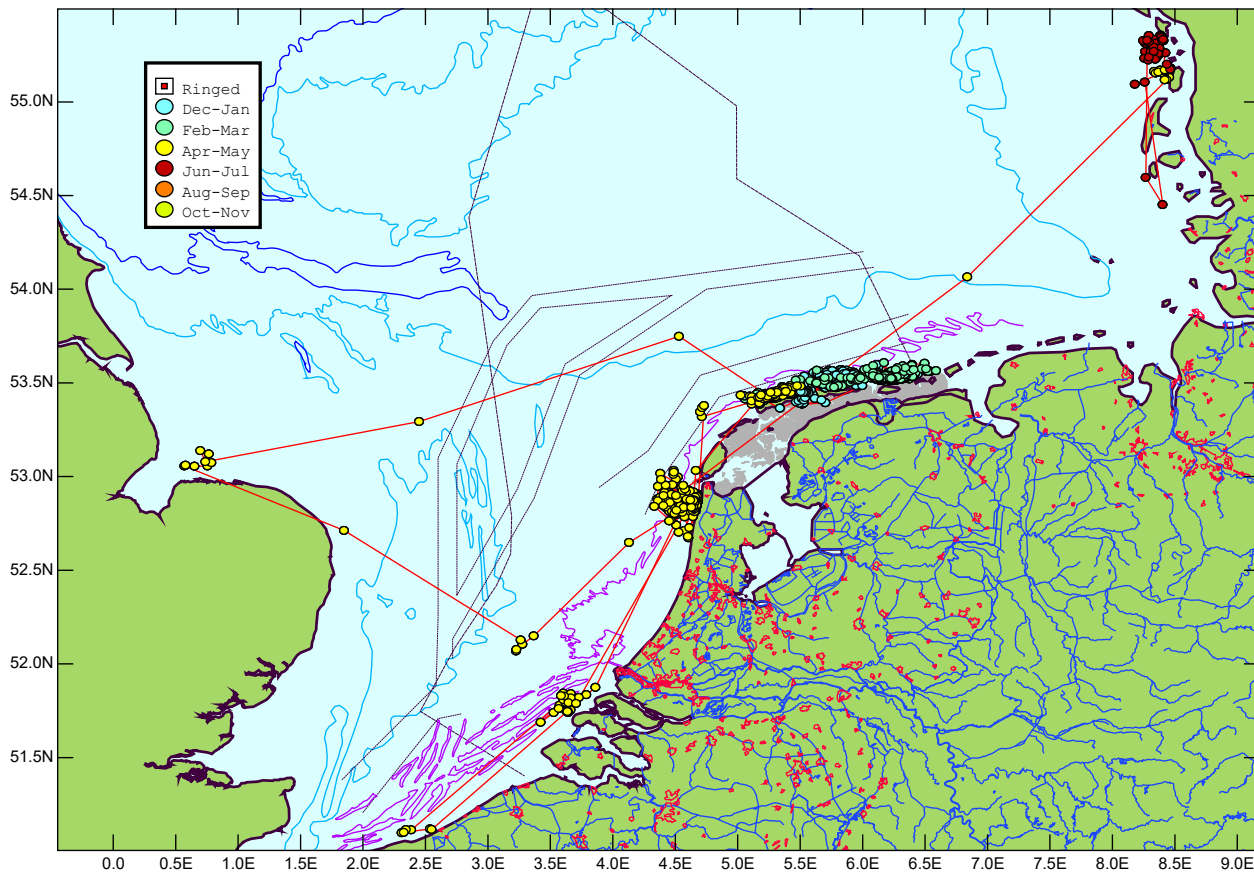 Ringed
Dec-Jan
Feb-Mar
Apr-May
Jun-Jul
Aug-Sep
Oct-Nov
55.0N
54.5N
54.0N
53.5N
53.0N
52.5N
52.0N
51.5N
0.0 0.5E 1.0E 1.5E 2.0E 2.5E 3.0E 3.5E 4.0E 4.5E 5.0E 5.5E 6.0E 6.5E 7.0E 7.5E 8.0E 8.5E 9.0E